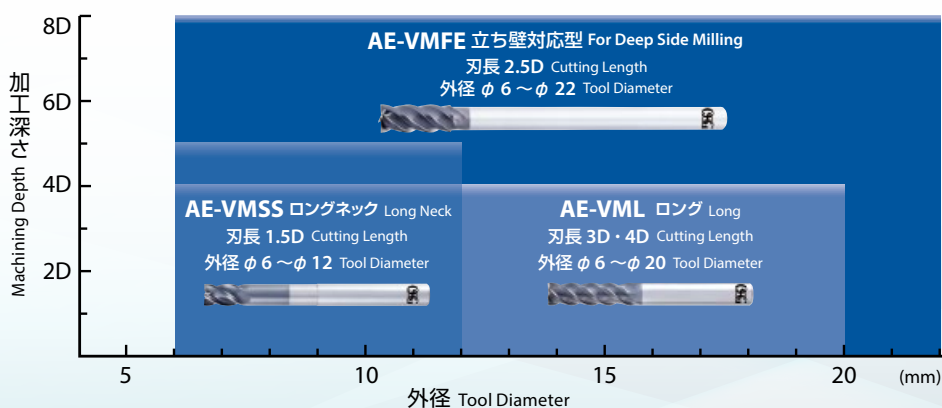 8D
6D
4D
2D
加工深さ
Machining Depth
AE-VMFE 立ち壁対応型 For Deep Side Milling
刃長 2.5D Cutting Length
外径 φ 6 ～φ 22 Tool Diameter
OSG
AE-VMSS ロングネック Long Neck
刃長 1.5D Cutting Length
外径 φ 6 ～φ 12 Tool Diameter
OSG
AE-VML ロング Long
刃長 3D・4D Cutting Length
外径 φ 6 ～φ 20 Tool Diameter
OSG
5 10 15 20 (mm)
外径 Tool Diameter